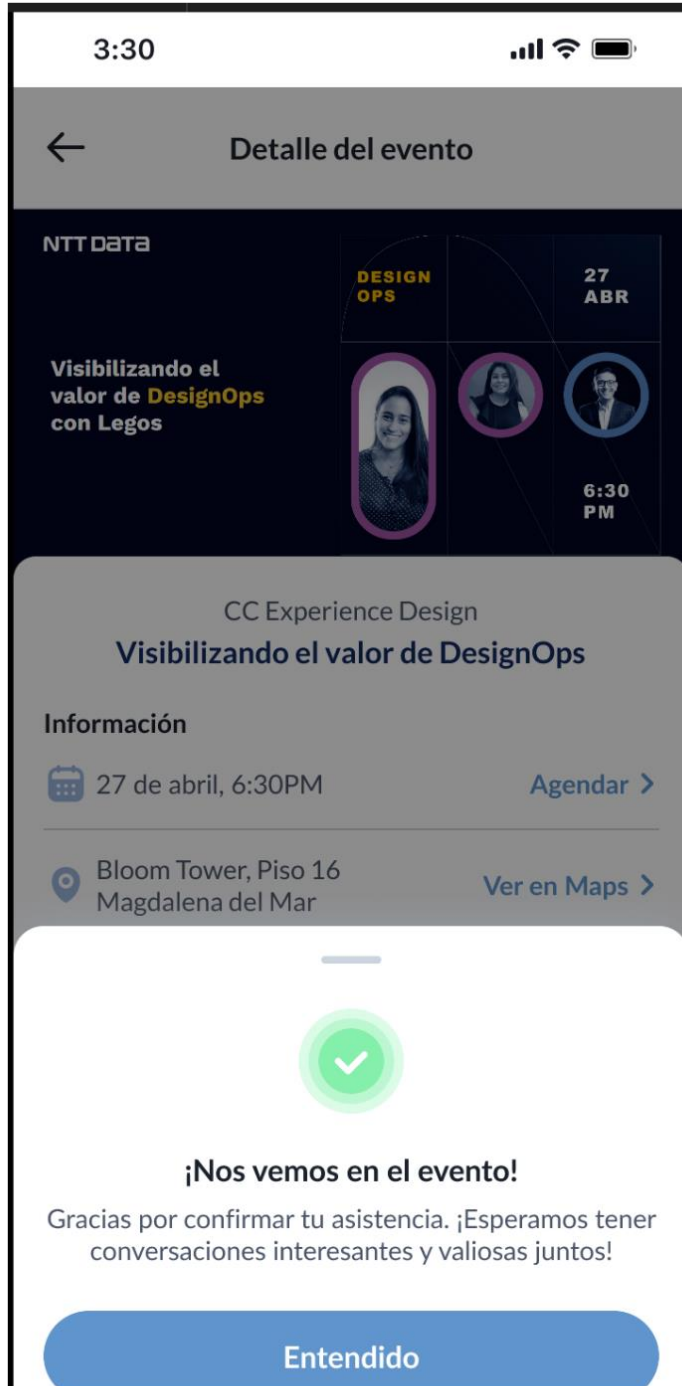 3:30
Detalle del evento
NTT DATA
DESIGN
OPS
27
ABR
Visibilizando el
valor de DesignOps
con Legos
6:30
PM
CC Experience Design
Visibilizando el valor de DesignOps
Información
27 de abril, 6:30PM
Agendar
Bloom Tower, Piso 16
Magdalena del Mar
Ver en Maps
¡Nos vemos en el evento!
Gracias por confirmar tu asistencia. ¡Esperamos tener
conversaciones interesantes y valiosas juntos!
Entendido